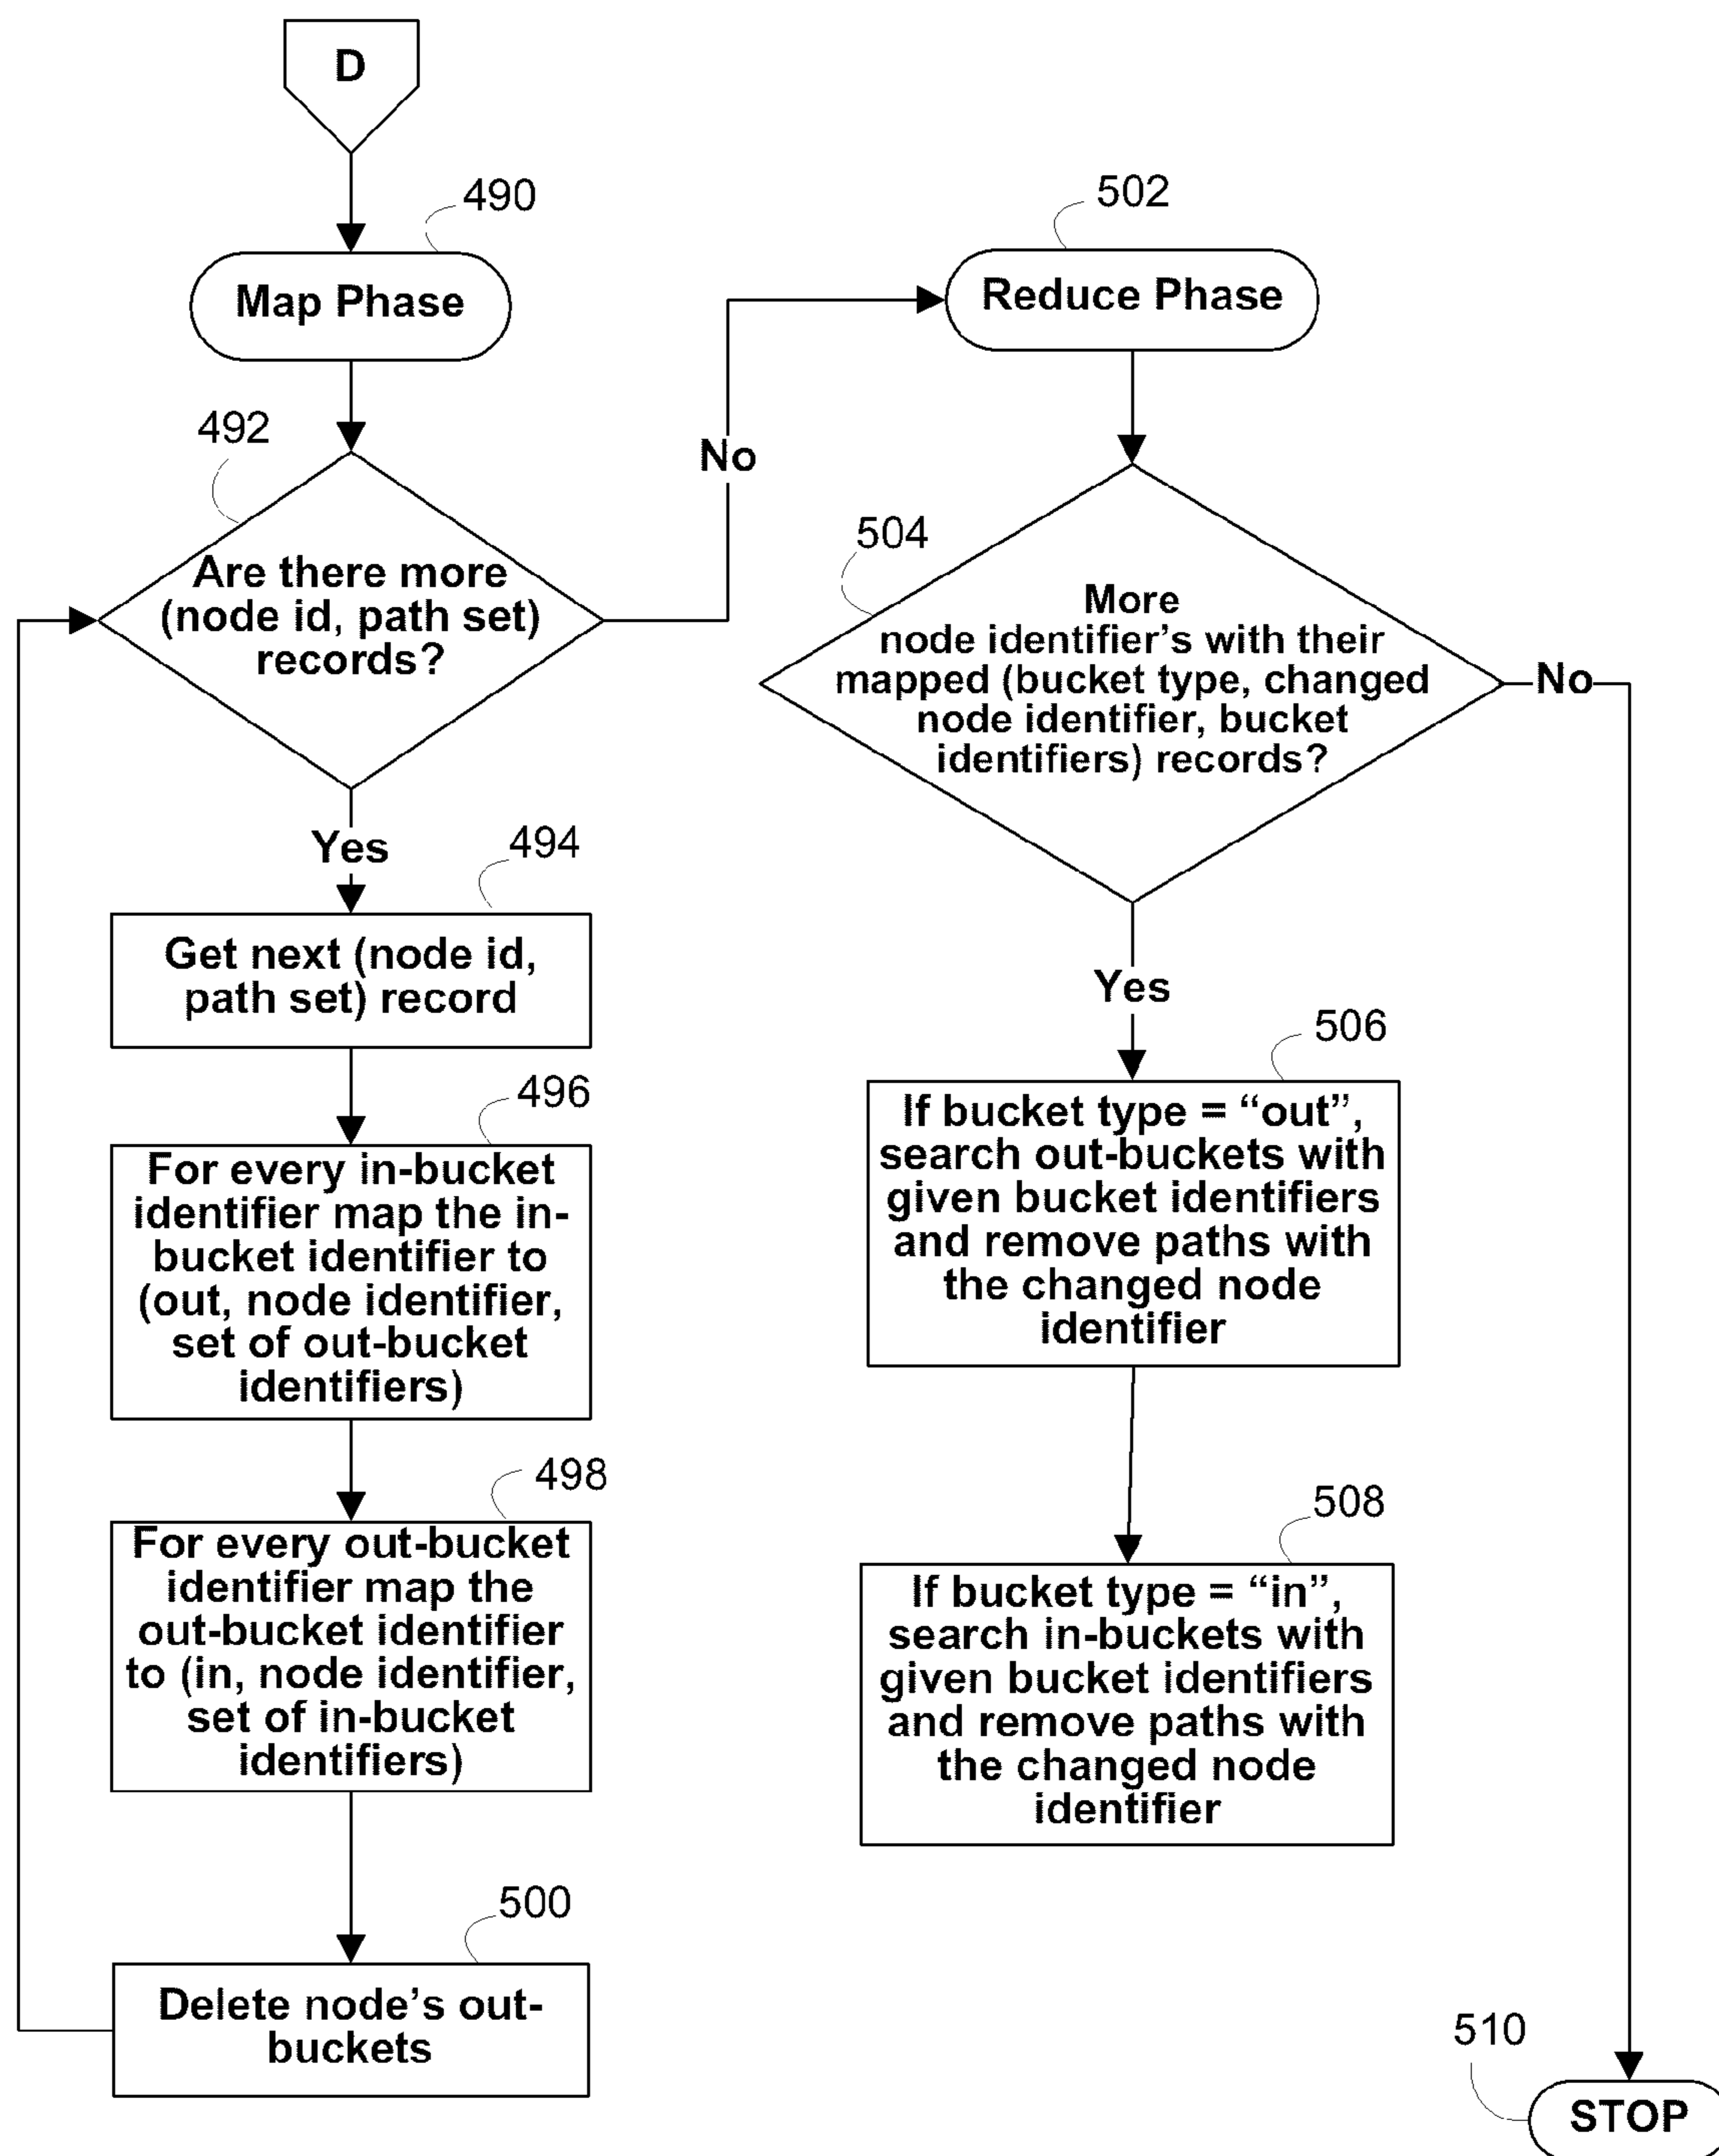 D
490
Map Phase
492
Are there more
(node id, path set)
records?
No
Yes
494
Get next (node id,
path set) record
496
For every in-bucket
identifier map the in-
bucket identifier to
(out, node identifier,
set of out-bucket
identifiers)
498
For every out-bucket
identifier map the
out-bucket identifier
to (in, node identifier,
set of in-bucket
identifiers)
500
Delete node's out-
buckets
502
Reduce Phase
504
More
node identifier's with their
mapped (bucket type, changed
node identifier, bucket
identifiers) records?
No
Yes
506
If bucket type = “out”,
search out-buckets with
given bucket identifiers
and remove paths with
the changed node
identifier
508
If bucket type = “in”,
search in-buckets with
given bucket identifiers
and remove paths with
the changed node
identifier
510
STOP